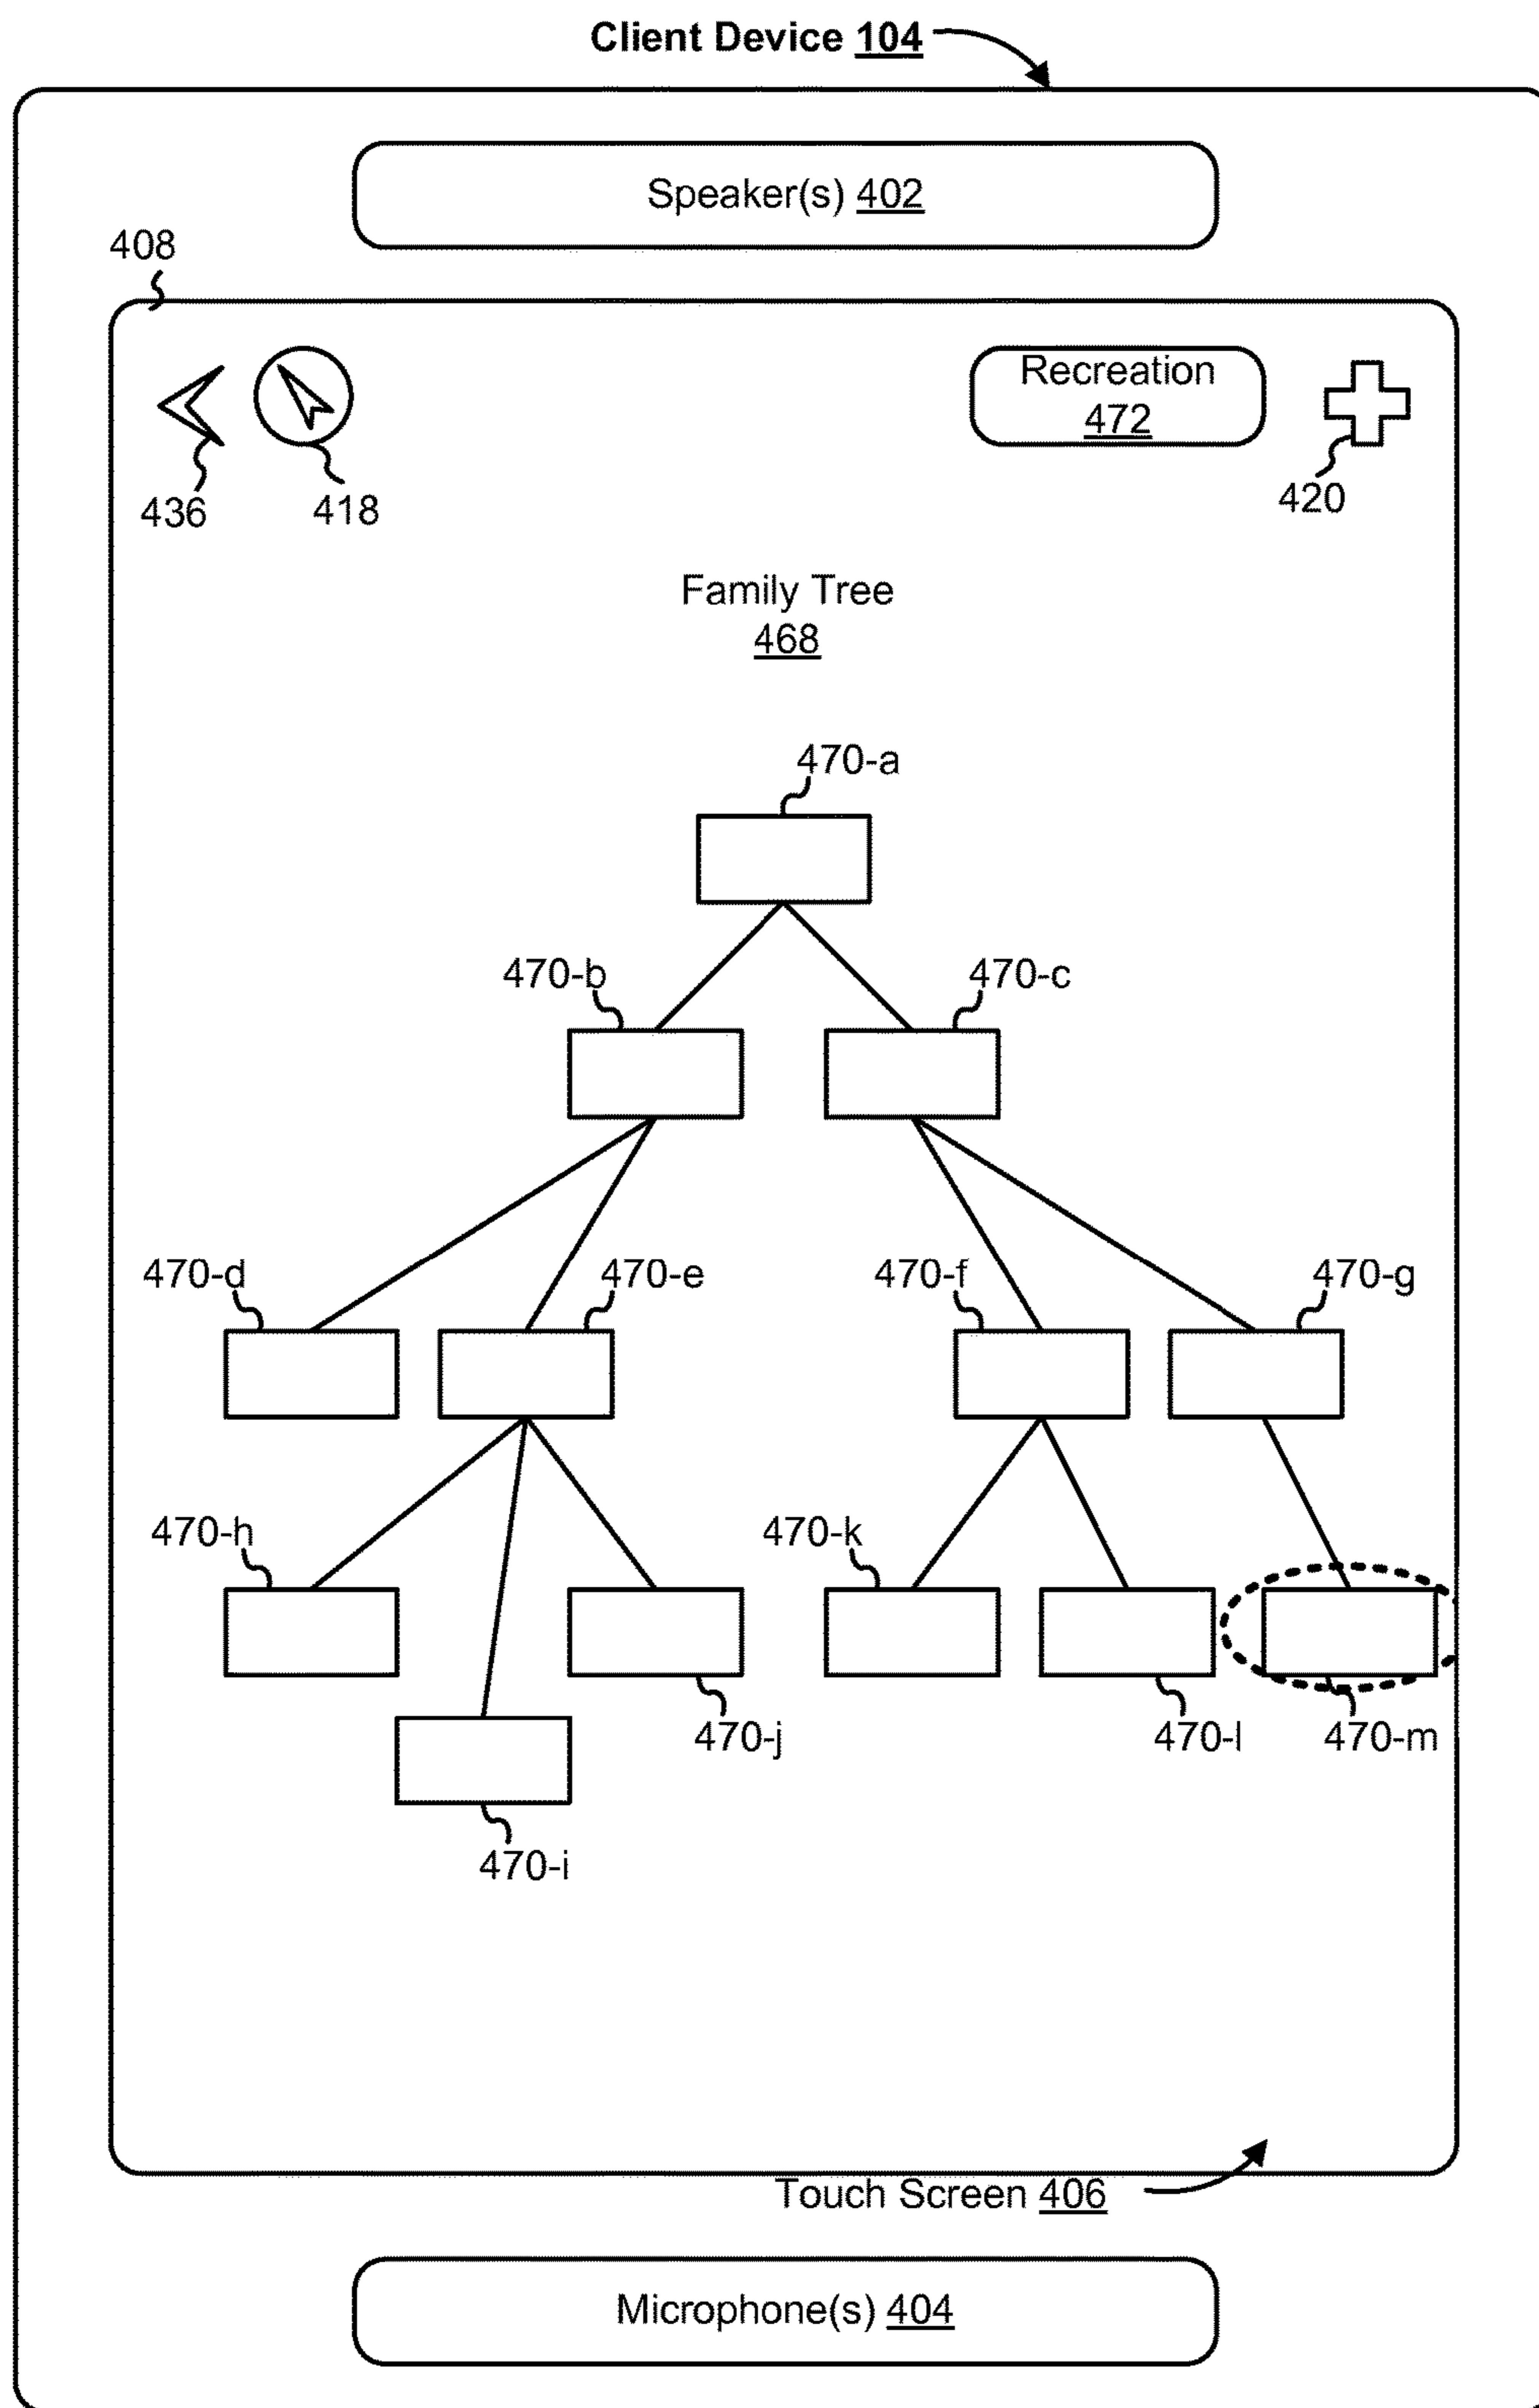 Client Device 104
Speaker(s) 402
408
Recreation
472
436
418
420
Family Tree
468
470-a
470-b
470-c
470-d
470-e
470-f
470-g
470-h
470-k
470-j
470-l
470-m
470-i
Touch Screen 406
Microphone(s) 404